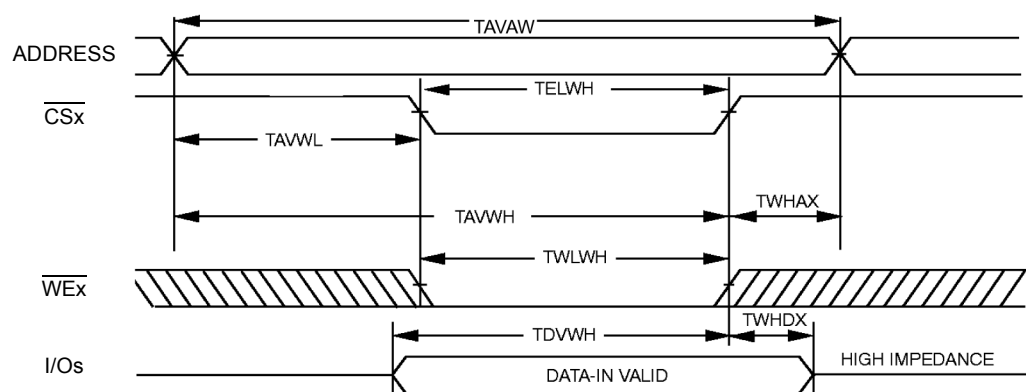 TAVAW
ADDRESS
TELWH
CSx
TAVWL
TAVWH
TWHAX
TWLWH
WEx
TWHDX
TDVWH
I/Os
DATA-IN VALID
HIGH IMPEDANCE